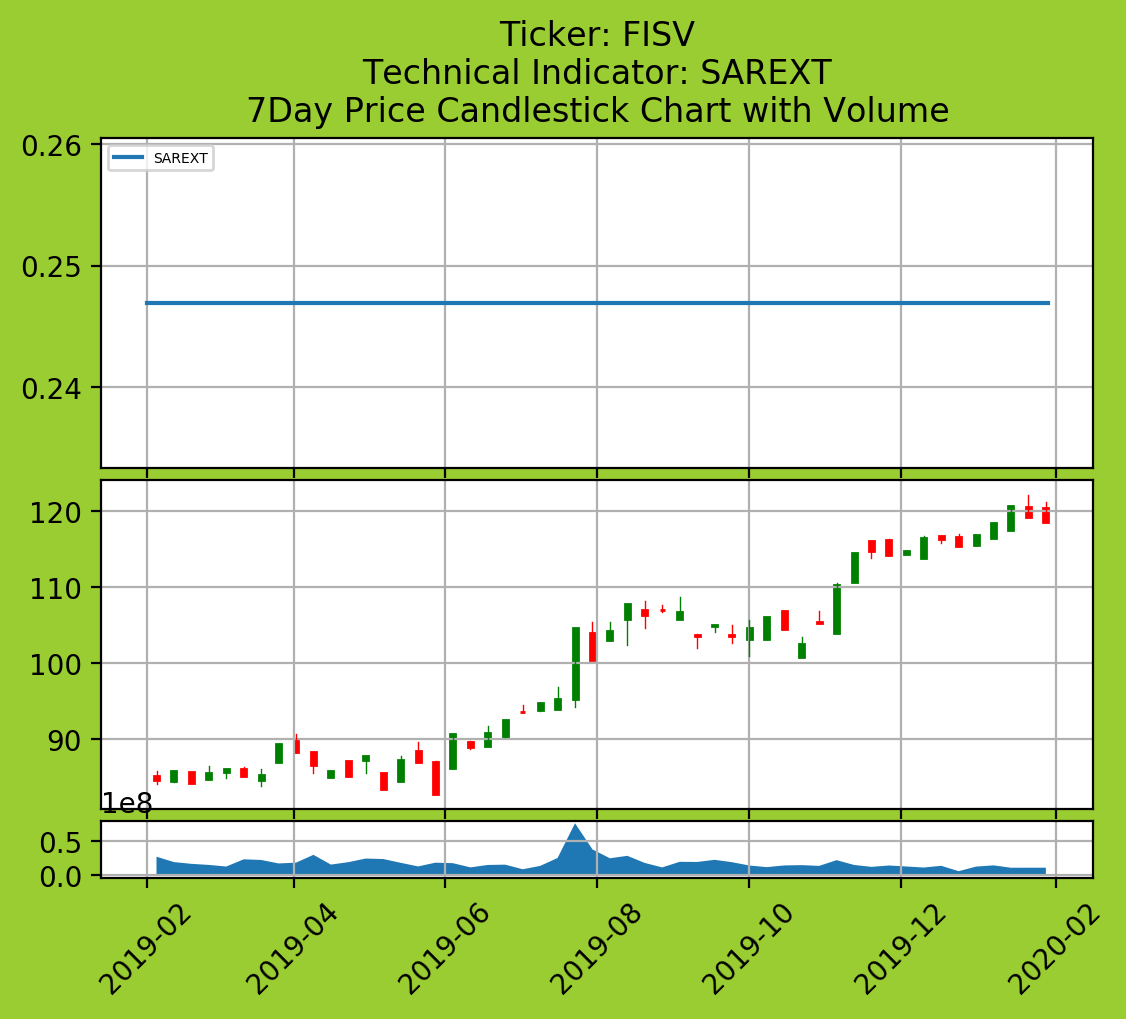 Ticker: FISV
Technical Indicator: SAREXT
7Day Price Candlestick Chart with Volume
0.26
SAREXT
0.25
0.24
120
110
100
90
1e8
0.5
0.0
2019-02 2019-04 2019-06 2019-08 2019-10 2019-12 2020-02